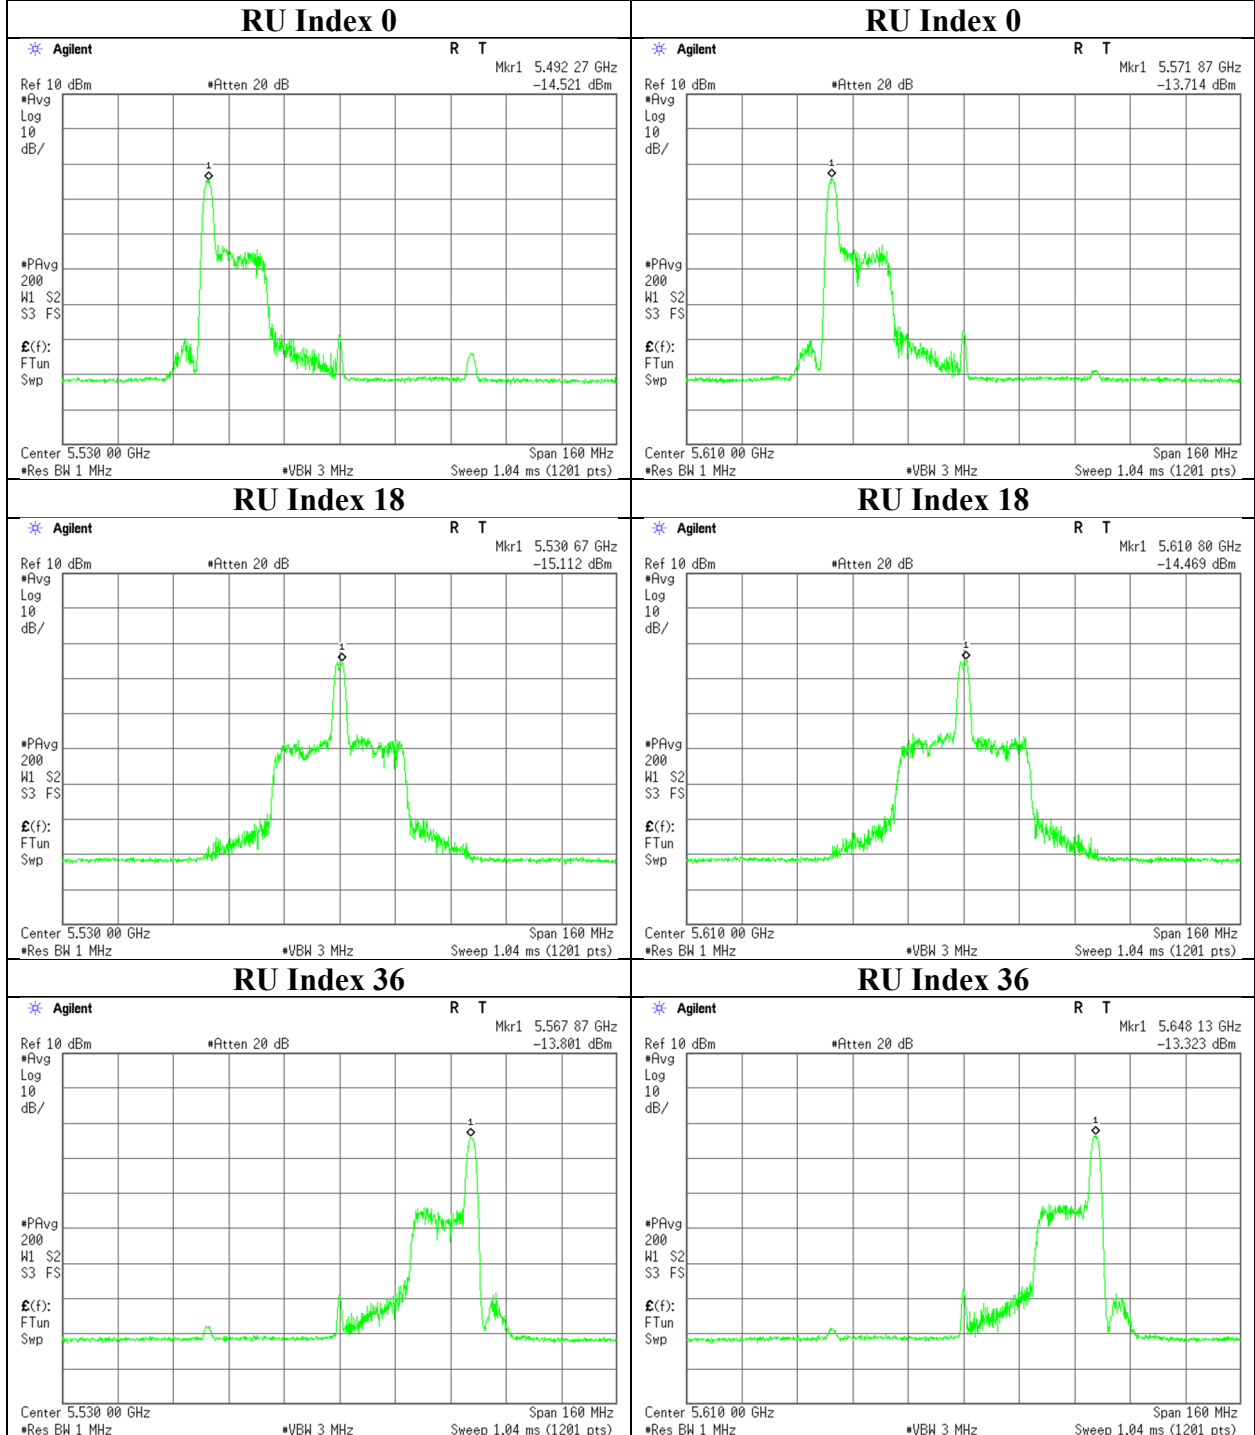 RU Index 0
Agilent
R T
Mkr1 5.492 27 GHz
Ref 10 dBm #Atten 20 dB -14.521 dBm
#Avg
Log
10
dB/
1
#PAvg
200
W1 S2
S3 FS
£(f):
FTun
Swp
Center 5.530 00 GHz Span 160 MHz
#Res BW 1 MHz #VBW 3 MHz Sweep 1.04 ms (1201 pts)
RU Index 0
Agilent
R T
Mkr1 5.571 87 GHz
Ref 10 dBm #Atten 20 dB -13.714 dBm
#Avg
Log
10
dB/
1
#PAvg
200
W1 S2
S3 FS
£(f):
FTun
Swp
Center 5.610 00 GHz Span 160 MHz
#Res BW 1 MHz #VBW 3 MHz Sweep 1.04 ms (1201 pts)
RU Index 18
Agilent
R T
Mkr1 5.530 67 GHz
Ref 10 dBm #Atten 20 dB -15.112 dBm
#Avg
Log
10
dB/
1
#PAvg
200
W1 S2
S3 FS
£(f):
FTun
Swp
Center 5.530 00 GHz Span 160 MHz
#Res BW 1 MHz #VBW 3 MHz Sweep 1.04 ms (1201 pts)
RU Index 18
Agilent
R T
Mkr1 5.610 80 GHz
Ref 10 dBm #Atten 20 dB -14.469 dBm
#Avg
Log
10
dB/
1
#PAvg
200
W1 S2
S3 FS
£(f):
FTun
Swp
Center 5.610 00 GHz Span 160 MHz
#Res BW 1 MHz #VBW 3 MHz Sweep 1.04 ms (1201 pts)
RU Index 36
Agilent
R T
Mkr1 5.567 87 GHz
Ref 10 dBm #Atten 20 dB -13.801 dBm
#Avg
Log
10
dB/
1
#PAvg
200
W1 S2
S3 FS
£(f):
FTun
Swp
Center 5.530 00 GHz Span 160 MHz
#Res BW 1 MHz #VBW 3 MHz Sweep 1.04 ms (1201 pts)
RU Index 36
Agilent
R T
Mkr1 5.648 13 GHz
Ref 10 dBm #Atten 20 dB -13.323 dBm
#Avg
Log
10
dB/
1
#PAvg
200
W1 S2
S3 FS
£(f):
FTun
Swp
Center 5.610 00 GHz Span 160 MHz
#Res BW 1 MHz #VBW 3 MHz Sweep 1.04 ms (1201 pts)